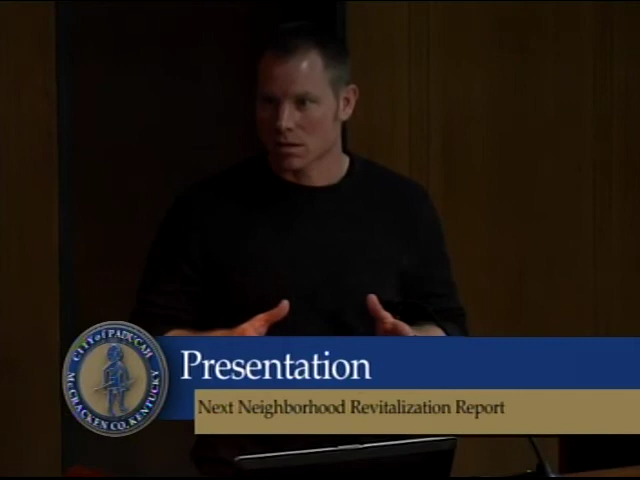 Presentation
Next Neighborhood Revitalization Report
CITY of PADUCAH
McCRACKEN CO. KENTUCKY